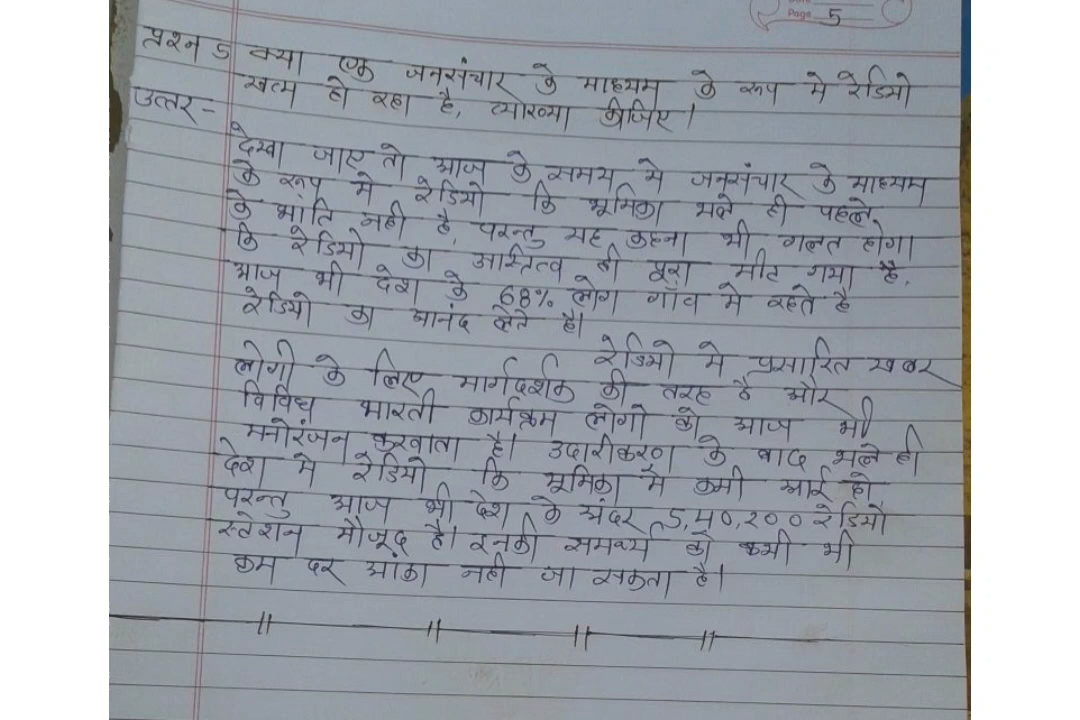 Page 5
प्रश्न 5 क्या एक जनसंचार के माध्यम के रूप मे रेडियो
खत्म हो रहा है, व्याख्या कीजिए।
उत्तर -
देखा जाए तो आज के समय मे जनसंचार के माध्यम
के रूप मे रेडियो कि भूमिका भले ही पहले
के भांति नही है, परन्तु यह कहना भी गलत होगा
कि रेडियो का अस्तित्व ही पूरा मीट गया है,
आज भी देश के 68% लोग गांव मे रहते है
रेडियो का आनंद लेते है।
रेडियो मे प्रसारित खबर
लोगो के लिए मार्गदर्शक की तरह है और
विविध भारती कार्यक्रम लोगो को आज भी
मनोरंजन करवाता है। उदारीकरण के बाद भले ही
देश मे रेडियो कि भूमिका मे कमी आई हो
परन्तु आज भी देश के अंदर 5,40,200 रेडियो
स्टेशन मौजूद है। इनकी को कभी भी
कम दर आंका नही जा सकता है।